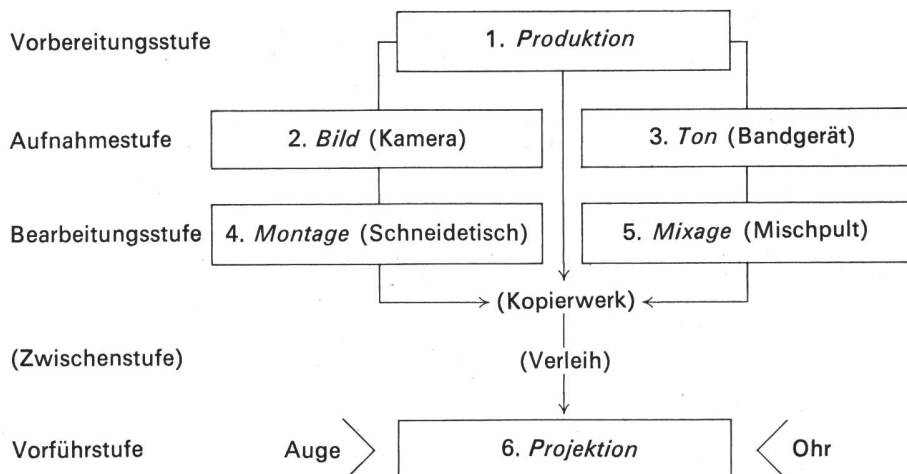 Vorbereitungsstufe
1. Produktion
Aufnahmestufe
2. Bild (Kamera)
3. Ton (Bandgerät)
Bearbeitungsstufe
4. Montage (Schneidetisch)
5. Mixage (Mischpult)
(Kopierwerk)
(Zwischenstufe)
(Verleih)
Vorführstufe
Auge
6. Projektion
Ohr